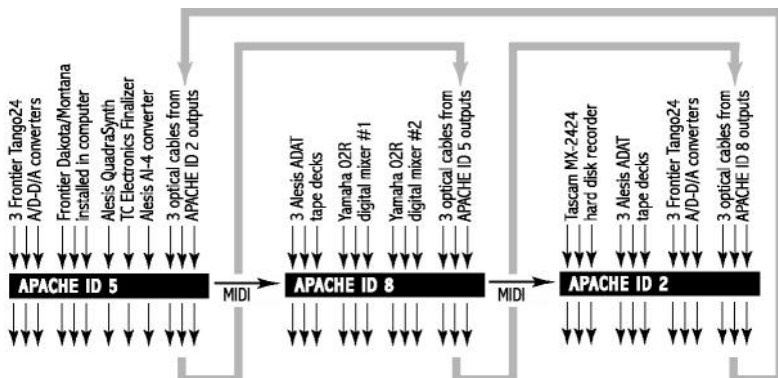 3 Frontier Tango24
A/D-D/A converters
Frontier Dakota/Montana
installed in computer
Alesis QuadraSynth
TC Electronics Finalizer
Alesis AI-4 converter
3 optical cables from
APACHE ID 2 outputs
3 Alesis ADAT
tape decks
Yamaha 02R
digital mixer #1
Yamaha 02R
digital mixer #2
3 optical cables from
APACHE ID 5 outputs
Tascam MX-2424
hard disk recorder
3 Alesis ADAT
tape decks
3 Frontier Tango24
A/D-D/A converters
3 optical cables from
APACHE ID 8 outputs
APACHE ID 5
MIDI
APACHE ID 8
MIDI
APACHE ID 2